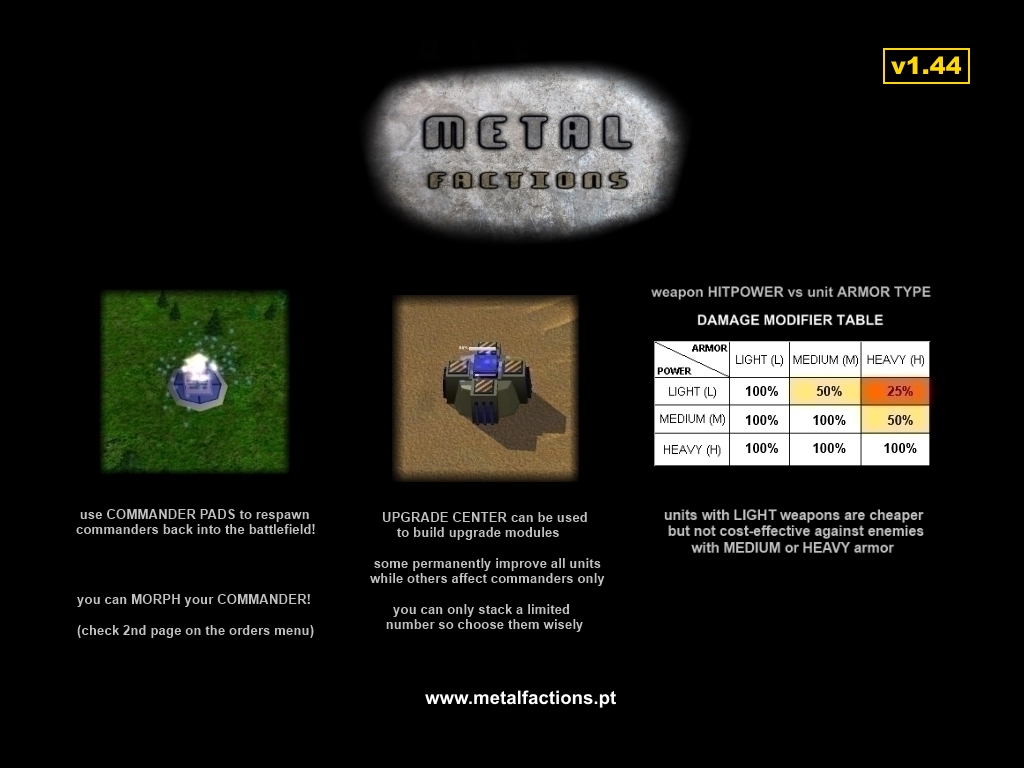 v1.44
METAL
FACTIONS
use COMMANDER PADS to respawn
commanders back into the battlefield!
you can MORPH your COMMANDER!
(check 2nd page on the orders menu)
UPGRADE CENTER can be used
to build upgrade modules
some permanently improve all units
while others affect commanders only
you can only stack a limited
number so choose them wisely
weapon HITPOWER vs unit ARMOR TYPE
DAMAGE MODIFIER TABLE
ARMOR
POWER
LIGHT (L) MEDIUM (M) HEAVY (H)
LIGHT (L) 100% 50% 25%
MEDIUM (M) 100% 100% 50%
HEAVY (H) 100% 100% 100%
units with LIGHT weapons are cheaper
but not cost-effective against enemies
with MEDIUM or HEAVY armor
www.metalfactions.pt